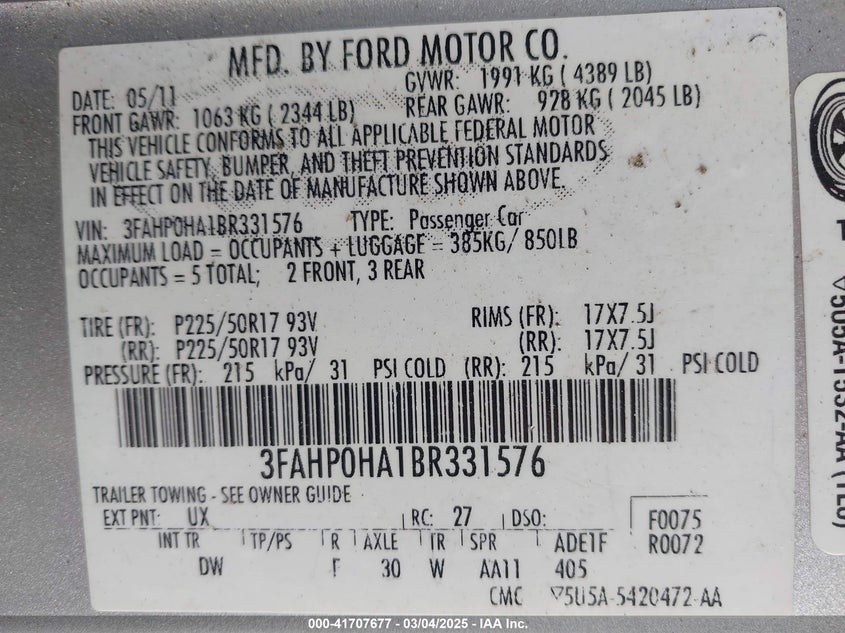 MFD. BY FORD MOTOR CO.
DATE: 05/11 GVWR: 1991 KG ( 4389 LB)
FRONT GAWR: 1063 KG ( 2344 LB) REAR GAWR: 928 KG ( 2045 LB)
THIS VEHICLE CONFORMS TO ALL APPLICABLE FEDERAL MOTOR
VEHICLE SAFETY, BUMPER, AND THEFT PREVENTION STANDARDS
IN EFFECT ON THE DATE OF MANUFACTURE SHOWN ABOVE.
VIN: 3FAHP0HA1BR331576 TYPE: Passenger Car
MAXIMUM LOAD = OCCUPANTS + LUGGAGE = 385KG/ 850LB
OCCUPANTS = 5 TOTAL; 2 FRONT, 3 REAR
TIRE (FR): P225/50R17 93V RIMS (FR): 17X7.5J
(RR): P225/50R17 93V (RR): 17X7.5J
PRESSURE (FR): 215 kPa/ 31 PSI COLD (RR): 215 kPa/ 31 PSI COLD
3FAHP0HA1BR331576
TRAILER TOWING - SEE OWNER GUIDE
EXT PNT: UX RC: 27 DSO: F0075
INT TR TP/PS R AXLE TR SPR ADE1F R0072
DW 30 W AA11 405
CMC ▽5U5A-5420472-AA
000-41707677 - 03/04/2025 - IAA Inc.